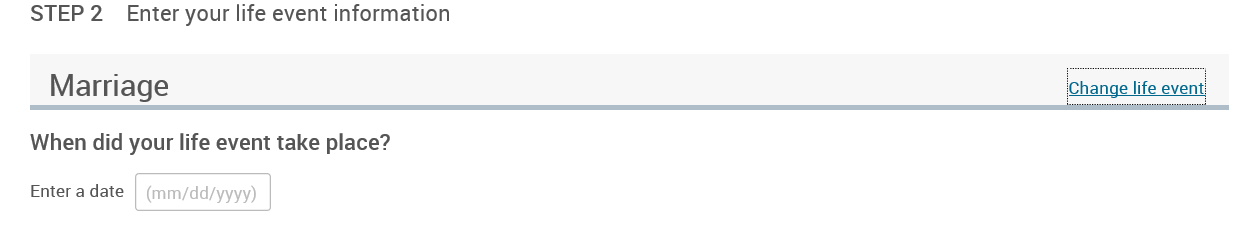 STEP 2 Enter your life event information
Marriage Change life event
When did your life event take place?
Enter a date (mm/dd/yyyy)